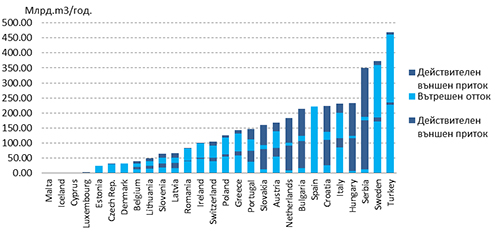 Млрд.m3/год.
500.00
450.00
400.00
350.00
300.00
250.00
200.00
150.00
100.00
50.00
0.00
Malta
Iceland
Cyprus
Luxembourg
Estonia
Czech Rep.
Denmark
Belgium
Lithuania
Slovenia
Latvia
Romania
Ireland
Switzerland
Poland
Greece
Portugal
Slovakia
Austria
Netherlands
Bulgaria
Spain
Croatia
Italy
Hungary
Serbia
Sweden
Turkey
Действителен
външен приток
Вътрешен отток
Действителен
външен приток